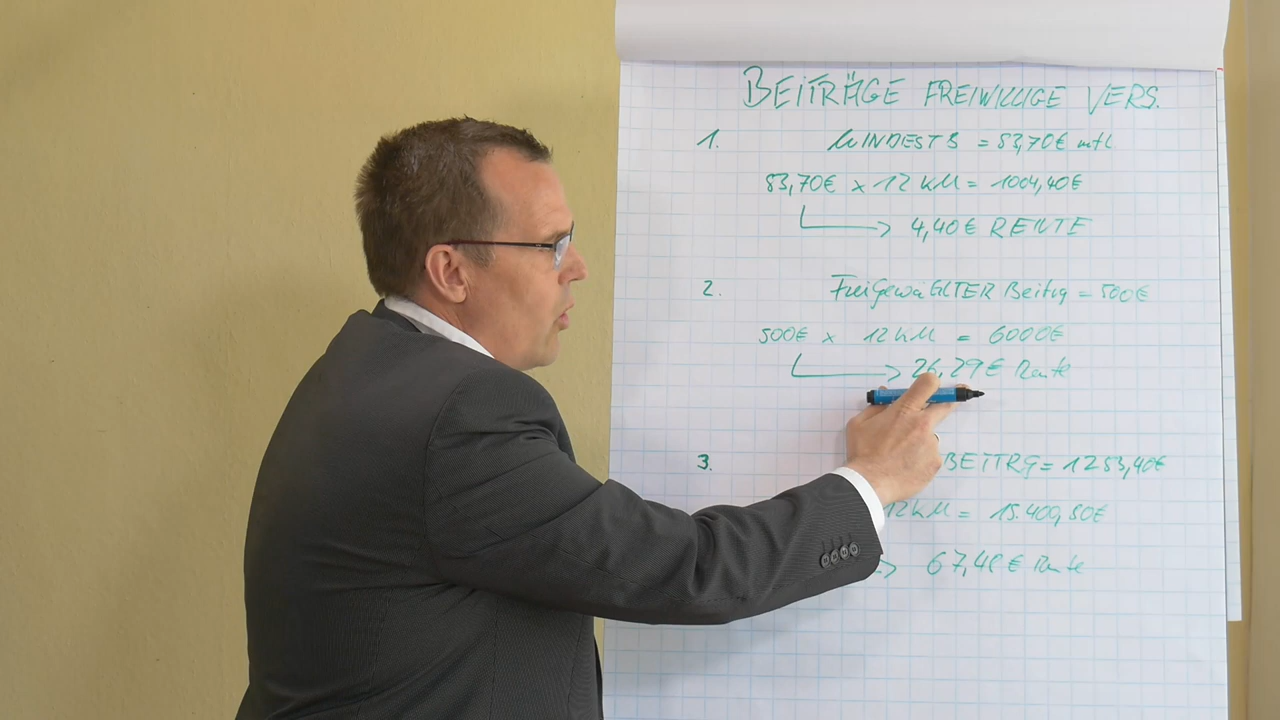 BEITRÄGE FREIWILLIGE VERS.
1. MINDESTB = 83,70€ mtl
83,70€ x 12 KM = 1004,40€
4,40€ RENTE
2. FreiGewäHLTER Beitrag = 500€
500€ x 12 KM = 6000€
26,29€ Rente
3. BEITRG = 1283,40€
12 KM = 15.400,80€
67,48€ Rente